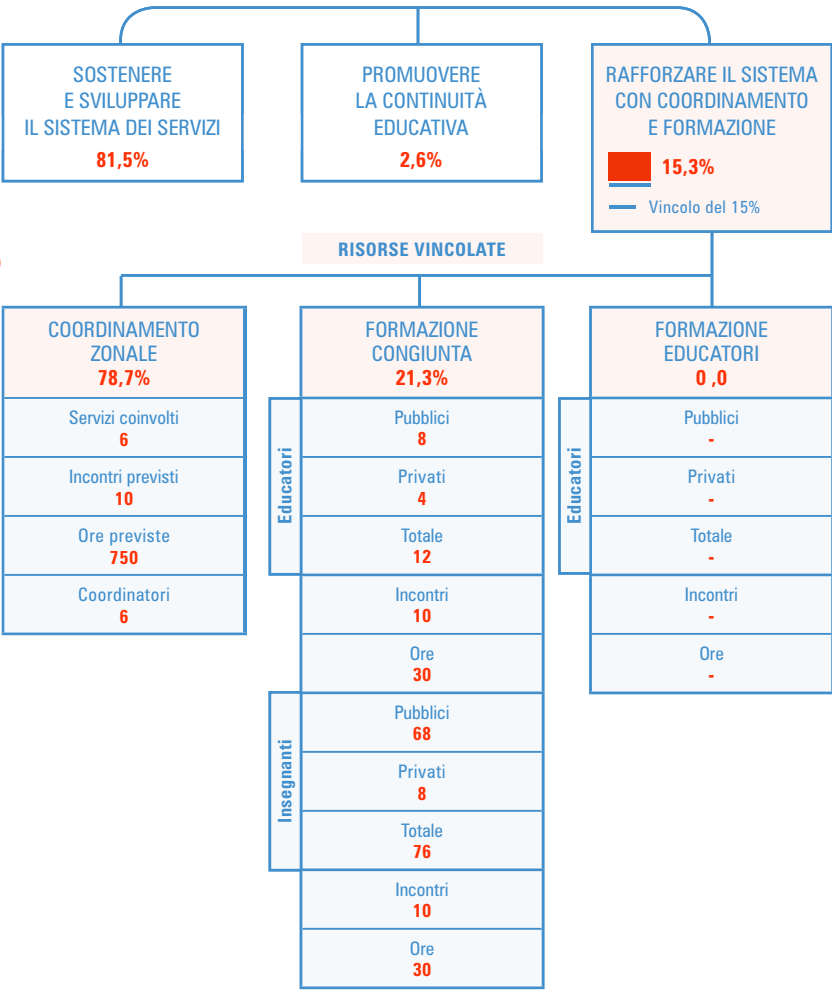 SOSTENERE
E SVILUPPARE
IL SISTEMA DEI SERVIZI
81,5%
PROMUOVERE
LA CONTINUITÀ
EDUCATIVA
2,6%
RAFFORZARE IL SISTEMA
CON COORDINAMENTO
E FORMAZIONE
15,3%
Vincolo del 15%
RISORSE VINCOLATE
COORDINAMENTO
ZONALE
78,7%
Servizi coinvolti
6
Incontri previsti
10
Ore previste
750
Coordinatori
6
FORMAZIONE
CONGIUNTA
21,3%
Educatori
Pubblici
8
Privati
4
Totale
12
Incontri
10
Ore
30
Insegnanti
Pubblici
68
Privati
8
Totale
76
Incontri
10
Ore
30
FORMAZIONE
EDUCATORI
0 ,0
Educatori
Pubblici
-
Privati
-
Totale
-
Incontri
-
Ore
-